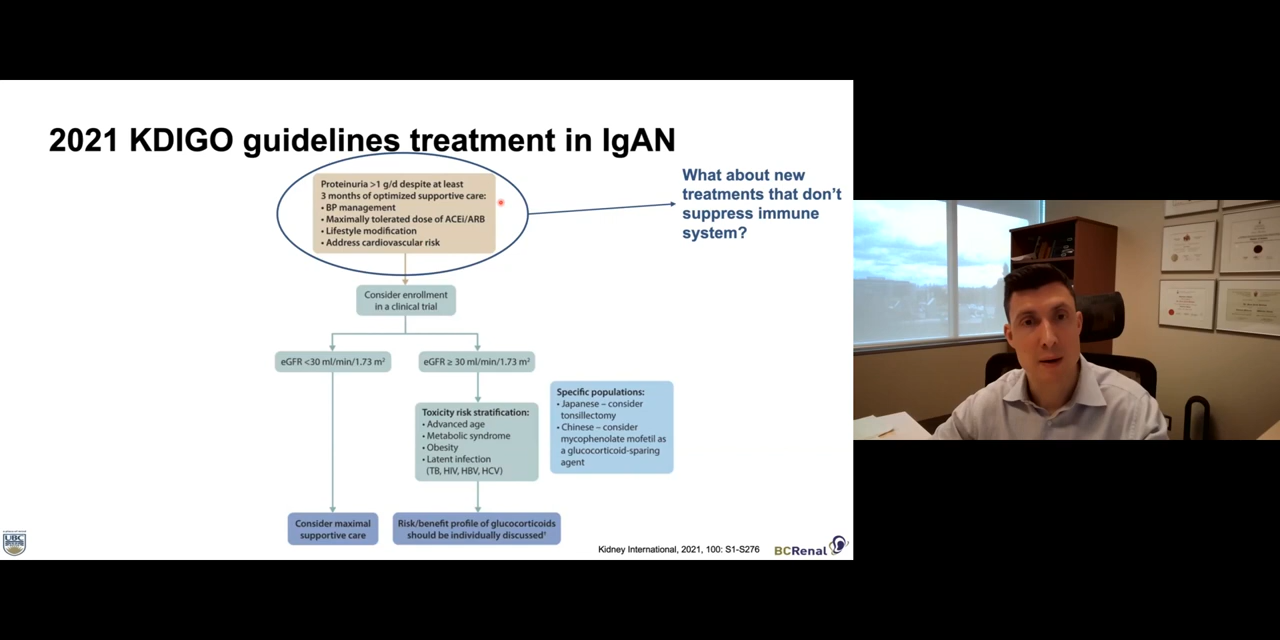 2021 KDIGO guidelines treatment in IgAN
Proteinuria >1 g/d despite at least
3 months of optimized supportive care:
• BP management
• Maximally tolerated dose of ACEi/ARB
• Lifestyle modification
• Address cardiovascular risk
What about new
treatments that don't
suppress immune
system?
Consider enrollment
in a clinical trial
eGFR <30 ml/min/1.73 m²
eGFR ≥ 30 ml/min/1.73 m²
Toxicity risk stratification:
• Advanced age
• Metabolic syndrome
• Obesity
• Latent infection
(TB, HIV, HBV, HCV)
Specific populations:
• Japanese – consider
tonsillectomy
• Chinese – consider
mycophenolate mofetil as
a glucocorticoid-sparing
agent
Consider maximal
supportive care
Risk/benefit profile of glucocorticoids
should be individually discussed†
Kidney International, 2021, 100: S1-S276
UBC
BCRenal